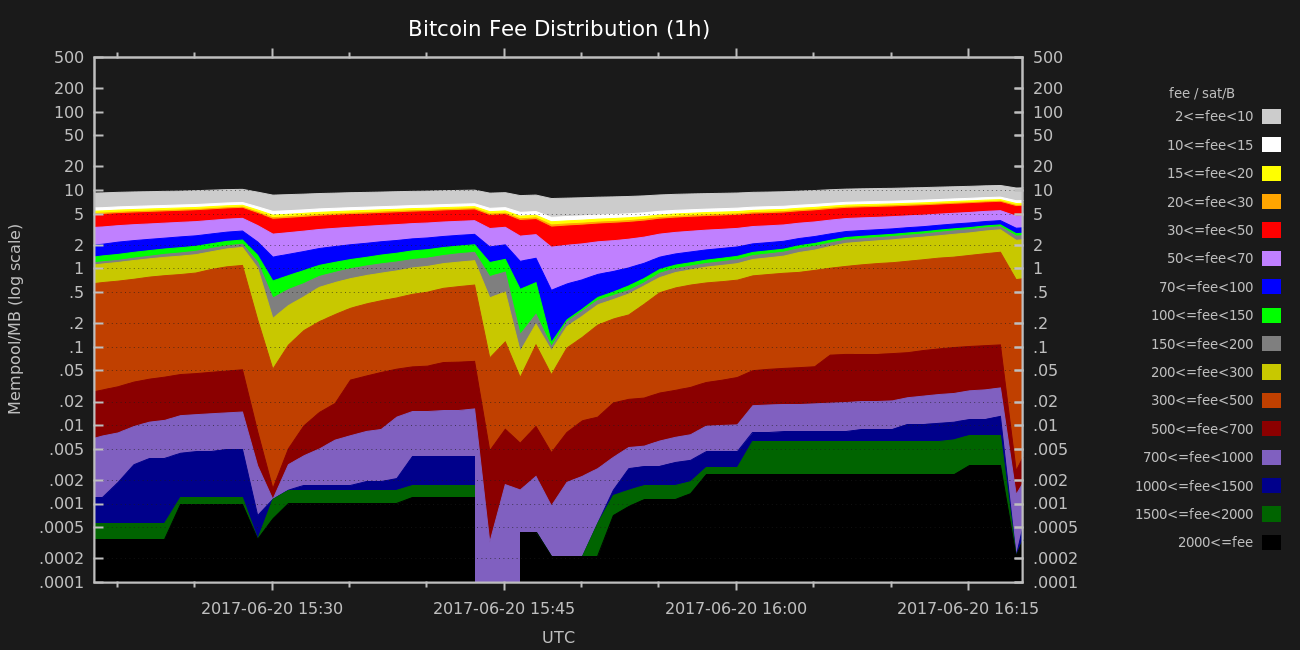 Bitcoin Fee Distribution (1h)
500
200
100
50
20
10
5
2
1
.5
.2
.1
.05
.02
.01
.005
.002
.001
.0005
.0002
.0001
Mempool/MB (log scale)
500
200
100
50
20
10
5
2
1
.5
.2
.1
.05
.02
.01
.005
.002
.001
.0005
.0002
.0001
2017-06-20 15:30
2017-06-20 15:45
2017-06-20 16:00
2017-06-20 16:15
UTC
fee / sat/B
2<=fee<10
10<=fee<15
15<=fee<20
20<=fee<30
30<=fee<50
50<=fee<70
70<=fee<100
100<=fee<150
150<=fee<200
200<=fee<300
300<=fee<500
500<=fee<700
700<=fee<1000
1000<=fee<1500
1500<=fee<2000
2000<=fee